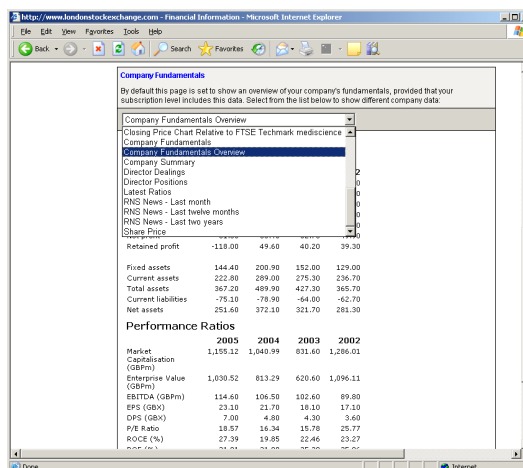 http://www.londonstockexchange.com - Financial Information - Microsoft Internet Explorer
File Edit View Favorites Tools Help
Back Search Favorites
Company Fundamentals
By default this page is set to show an overview of your company's fundamentals, provided that your
subscription level includes this data. Select from the list below to show different company data:
Company Fundamentals Overview
Closing Price Chart Relative to FTSE Techmark mediscience
Company Fundamentals
Company Fundamentals Overview
Company Summary
Director Dealings
Director Positions
Latest Ratios
RNS News - Last month
RNS News - Last twelve months
RNS News - Last two years
Share Price
Retained profit -118.00 49.60 40.20 39.30
Fixed assets 144.40 200.90 152.00 129.00
Current assets 222.80 289.00 275.30 236.70
Total assets 367.20 489.90 427.30 365.70
Current liabilities -75.10 -78.90 -64.00 -62.70
Net assets 251.60 372.10 321.70 281.30
Performance Ratios
2005 2004 2003 2002
Market 1,155.12 1,040.99 831.60 1,286.01
Capitalisation
(GBPm)
Enterprise Value 1,030.52 813.29 620.60 1,096.11
(GBPm)
EBITDA (GBPm) 114.60 106.50 102.60 89.80
EPS (GBX) 23.10 21.70 18.10 17.10
DPS (GBX) 7.00 4.80 4.30 3.60
P/E Ratio 18.57 16.34 15.78 25.77
ROCE (%) 27.39 19.85 22.46 23.27
Done Internet